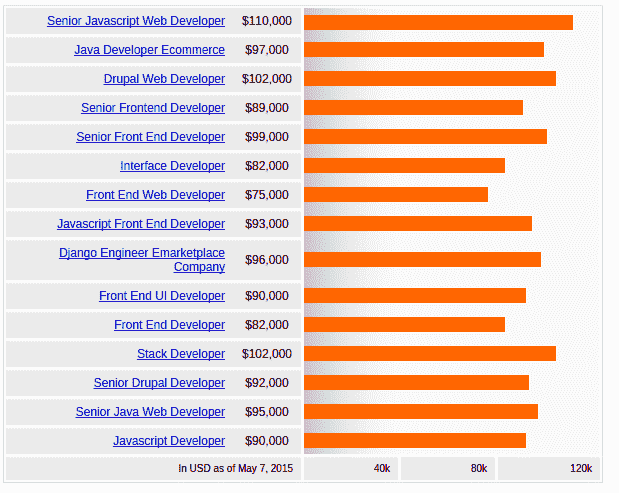 Senior Javascript Web Developer $110,000
Java Developer Ecommerce $97,000
Drupal Web Developer $102,000
Senior Frontend Developer $89,000
Senior Front End Developer $99,000
Interface Developer $82,000
Front End Web Developer $75,000
Javascript Front End Developer $93,000
Django Engineer Emarketplace
Company $96,000
Front End UI Developer $90,000
Front End Developer $82,000
Stack Developer $102,000
Senior Drupal Developer $92,000
Senior Java Web Developer $95,000
Javascript Developer $90,000
In USD as of May 7, 2015 40k 80k 120k